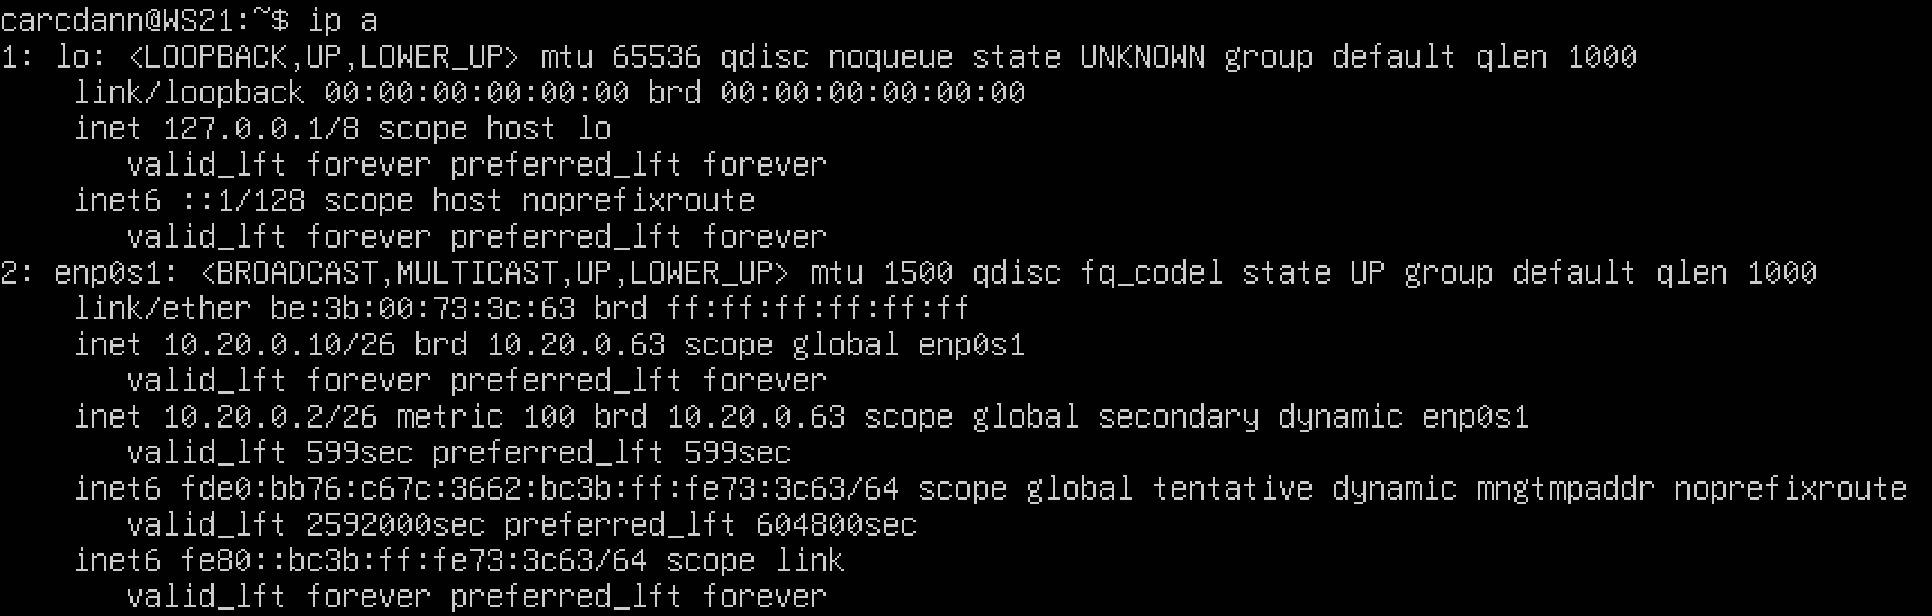 carcdann@WS21:~$ ip a
1: lo: <LOOPBACK,UP,LOWER_UP> mtu 65536 qdisc noqueue state UNKNOWN group default qlen 1000
    link/loopback 00:00:00:00:00:00 brd 00:00:00:00:00:00
    inet 127.0.0.1/8 scope host lo
       valid_lft forever preferred_lft forever
    inet6 ::1/128 scope host noprefixroute
       valid_lft forever preferred_lft forever
2: enp0s1: <BROADCAST,MULTICAST,UP,LOWER_UP> mtu 1500 qdisc fq_codel state UP group default qlen 1000
    link/ether be:3b:00:73:3c:63 brd ff:ff:ff:ff:ff:ff
    inet 10.20.0.10/26 brd 10.20.0.63 scope global enp0s1
       valid_lft forever preferred_lft forever
    inet 10.20.0.2/26 metric 100 brd 10.20.0.63 scope global secondary dynamic enp0s1
       valid_lft 599sec preferred_lft 599sec
    inet6 fde0:bb76:c67c:3662:bc3b:ff:fe73:3c63/64 scope global tentative dynamic mngtmpaddr noprefixroute
       valid_lft 2592000sec preferred_lft 604800sec
    inet6 fe80::bc3b:ff:fe73:3c63/64 scope link
       valid_lft forever preferred_lft forever